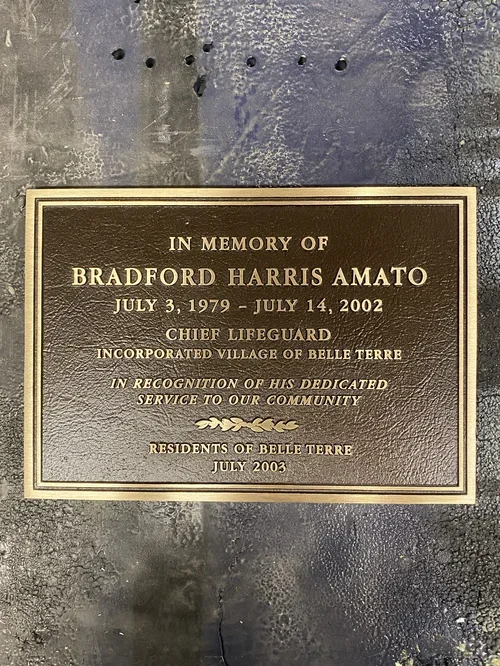 IN MEMORY OF
BRADFORD HARRIS AMATO
JULY 3, 1979 – JULY 14, 2002
CHIEF LIFEGUARD
INCORPORATED VILLAGE OF BELLE TERRE
IN RECOGNITION OF HIS DEDICATED
SERVICE TO OUR COMMUNITY
RESIDENTS OF BELLE TERRE
JULY 2003